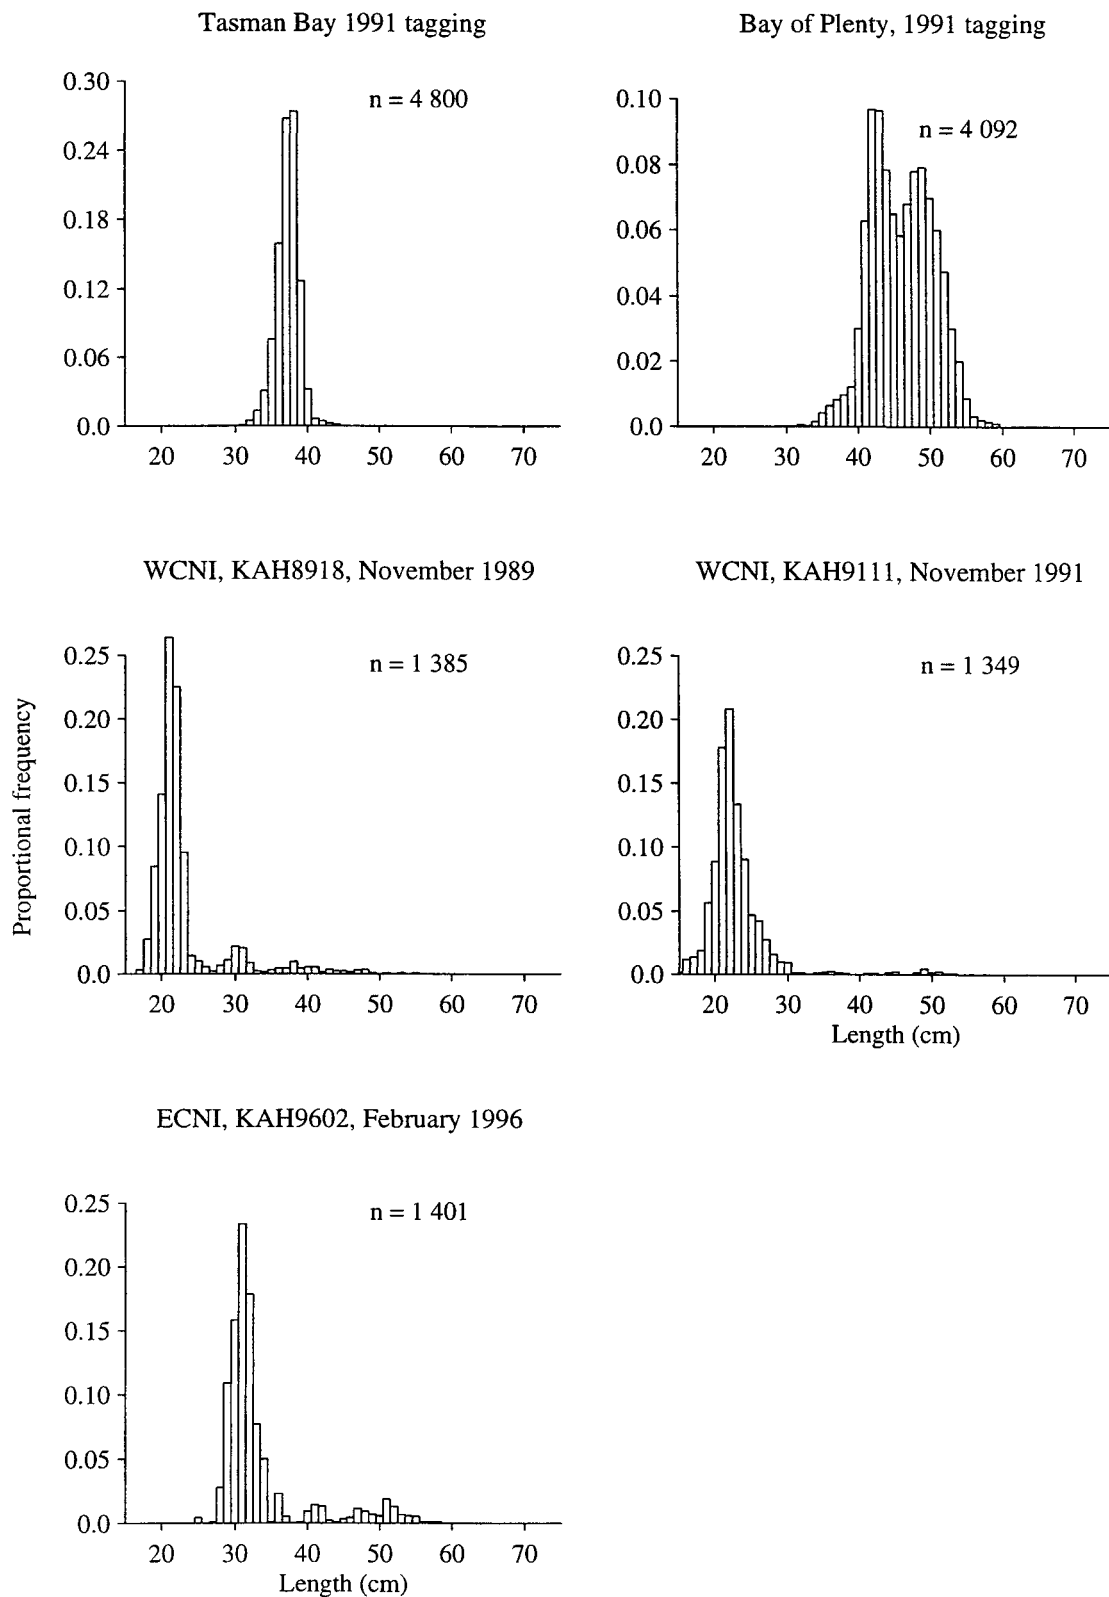 Tasman Bay 1991 tagging
n = 4 800
0.30
0.24
0.18
0.12
0.06
0.0
20 30 40 50 60 70
Bay of Plenty, 1991 tagging
n = 4 092
0.10
0.08
0.06
0.04
0.02
0.0
20 30 40 50 60 70
Proportional frequency
WCNI, KAH8918, November 1989
n = 1 385
0.25
0.20
0.15
0.10
0.05
0.0
20 30 40 50 60 70
WCNI, KAH9111, November 1991
n = 1 349
0.25
0.20
0.15
0.10
0.05
0.0
20 30 40 50 60 70
Length (cm)
ECNI, KAH9602, February 1996
n = 1 401
0.25
0.20
0.15
0.10
0.05
0.0
20 30 40 50 60 70
Length (cm)